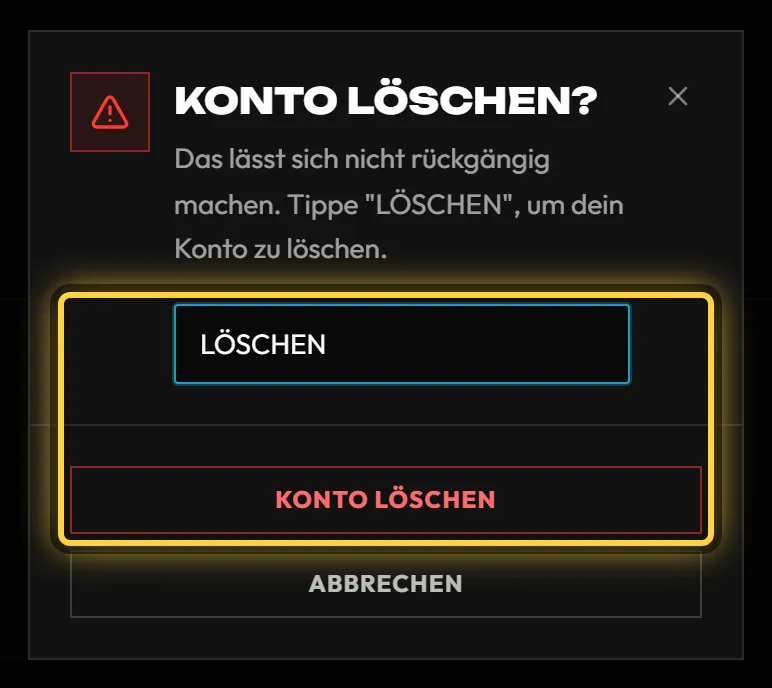 KONTO LÖSCHEN?
Das lässt sich nicht rückgängig
machen. Tippe "LÖSCHEN", um dein
Konto zu löschen.
LÖSCHEN
KONTO LÖSCHEN
ABBRECHEN